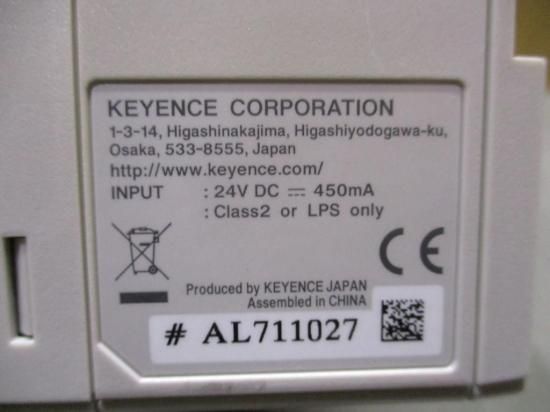 KEYENCE CORPORATION
1-3-14, Higashinakajima, Higashiyodogawa-ku,
Osaka, 533-8555, Japan
http://www.keyence.com/
INPUT : 24V DC ⎓ 450mA
: Class2 or LPS only
CE
Produced by KEYENCE JAPAN
Assembled in CHINA
# AL711027